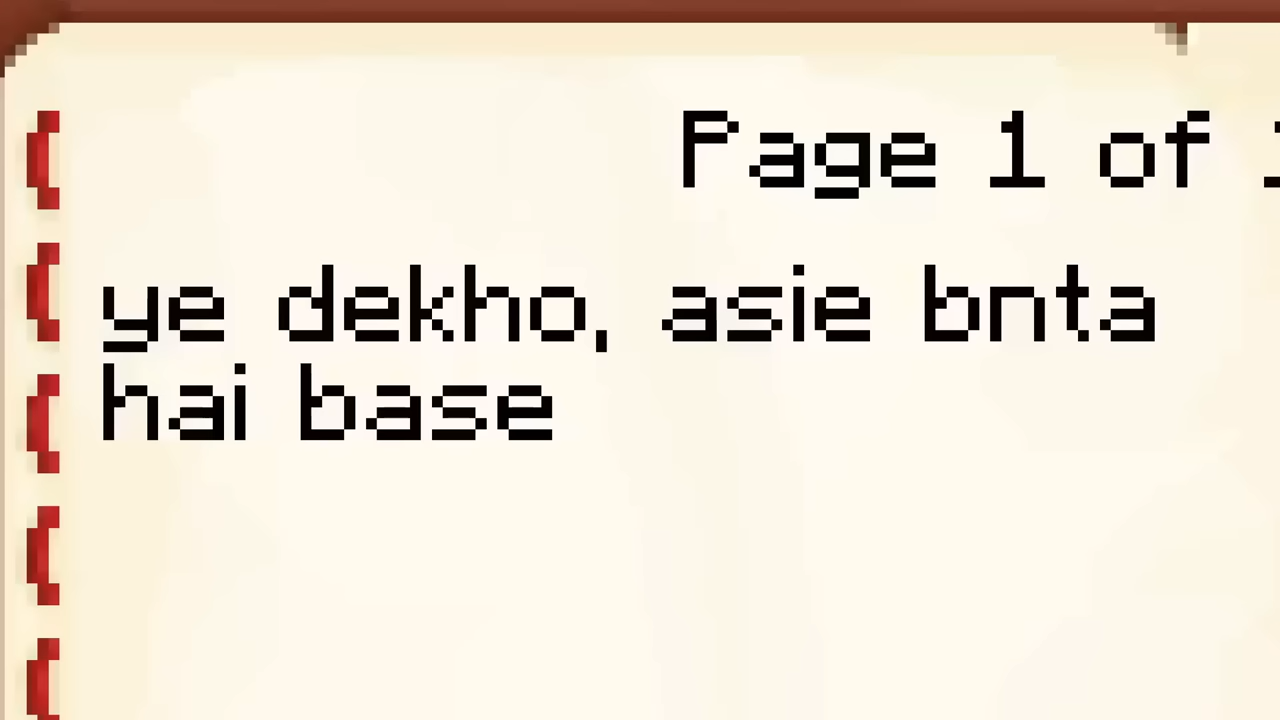 Page 1 of
ye dekho, asie bnta
hai base